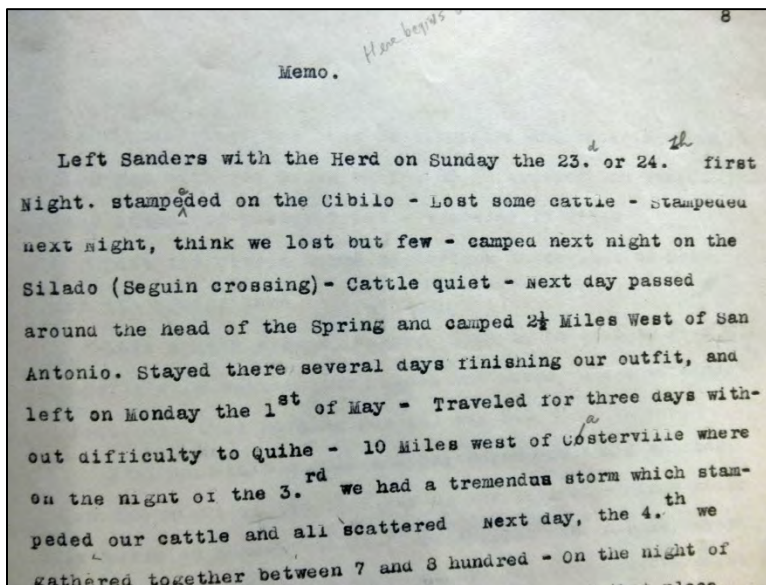 8
Here begins
Memo.
Left Sanders with the Herd on Sunday the 23.d or 24.th first
Night. stampeded on the Cibilo - Lost some cattle - Stampeded
next Night, think we lost but few - camped next night on the
Silado (Seguin crossing)- Cattle quiet - Next day passed
around the head of the Spring and camped 2½ Miles West of San
Antonio. Stayed there several days finishing our outfit, and
left on Monday the 1st of May - Traveled for three days with-
out difficulty to Quihe - 10 Miles west of Casterville where
on the night of the 3.rd we had a tremendus storm which stam-
peded our cattle and all scattered Next day, the 4.th we
gathered together between 7 and 8 hundred - On the night of